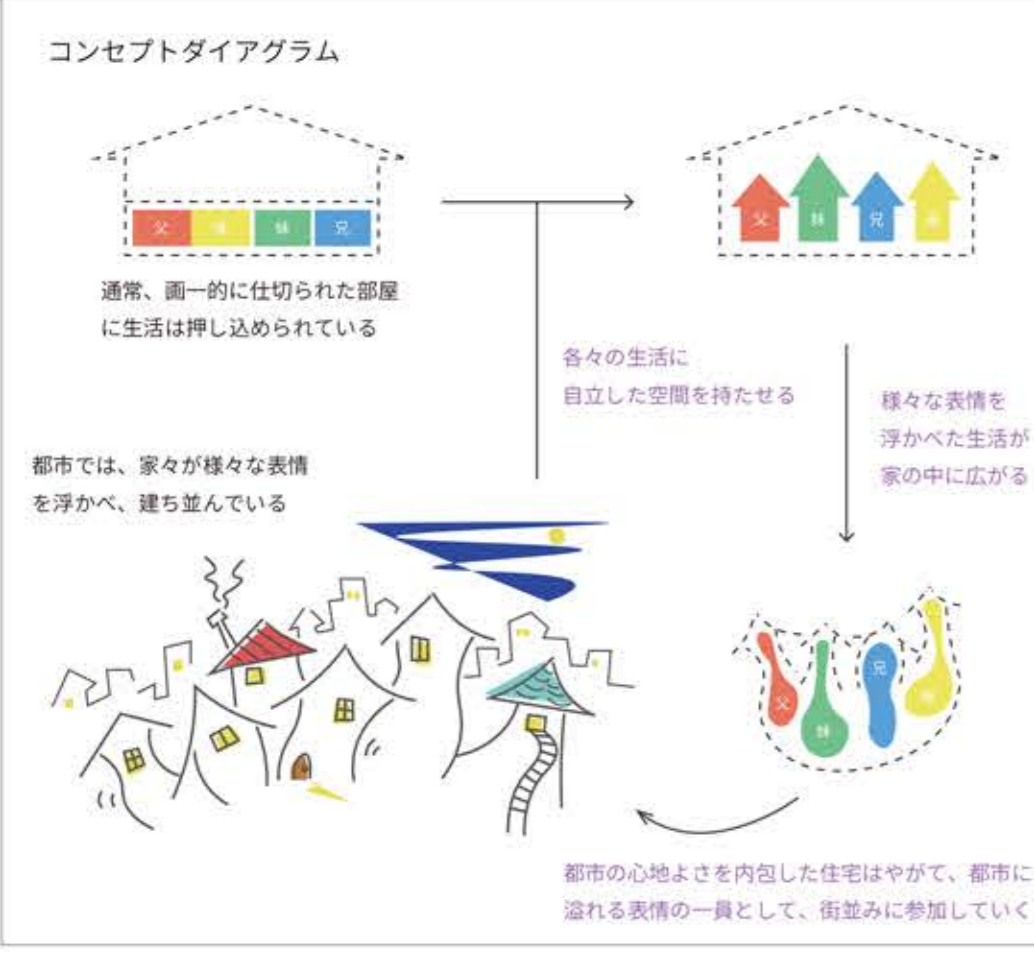 コンセプトダイアグラム
父
妹
兄
通常、画一的に仕切られた部屋
に生活は押し込められている
父
妹
兄
各々の生活に
自立した空間を持たせる
様々な表情を
浮かべた生活が
家の中に広がる
都市では、家々が様々な表情
を浮かべ、建ち並んでいる
父
妹
兄
都市の心地よさを内包した住宅はやがて、都市に
溢れる表情の一員として、街並みに参加していく